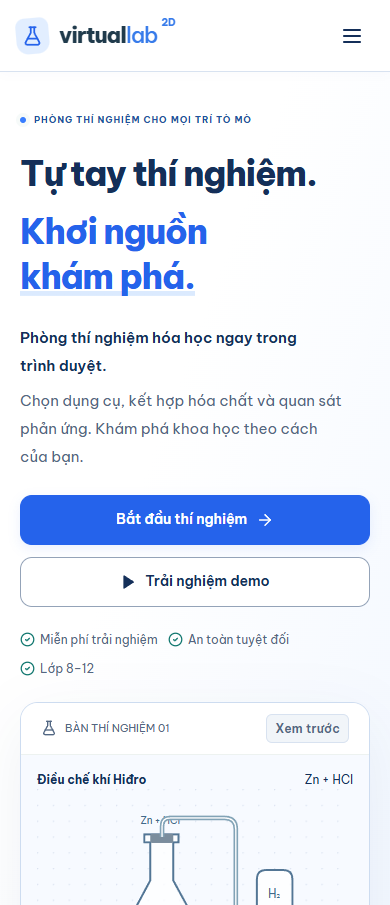 virtuallab 2D
PHÒNG THÍ NGHIỆM CHO MỌI TRÍ TÒ MÒ
Tự tay thí nghiệm.
Khơi nguồn
khám phá.
Phòng thí nghiệm hóa học ngay trong
trình duyệt.
Chọn dụng cụ, kết hợp hóa chất và quan sát
phản ứng. Khám phá khoa học theo cách
của bạn.
Bắt đầu thí nghiệm
Trải nghiệm demo
Miễn phí trải nghiệm An toàn tuyệt đối
Lớp 8–12
BÀN THÍ NGHIỆM 01 Xem trước
Điều chế khí Hiđro Zn + HCl
Zn + HCl
H₂